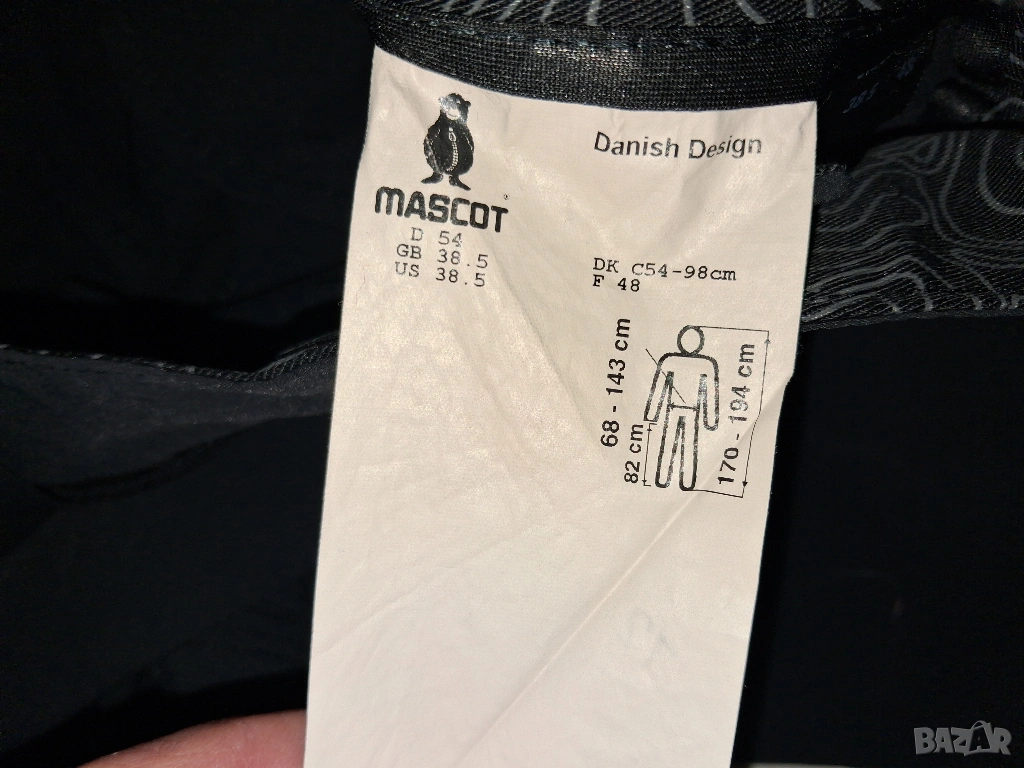 Danish Design
MASCOT
D 54
GB 38.5
US 38.5
DK C54-98cm
F 48
68 - 143 cm
82 cm
170 - 194 cm
BAZAR